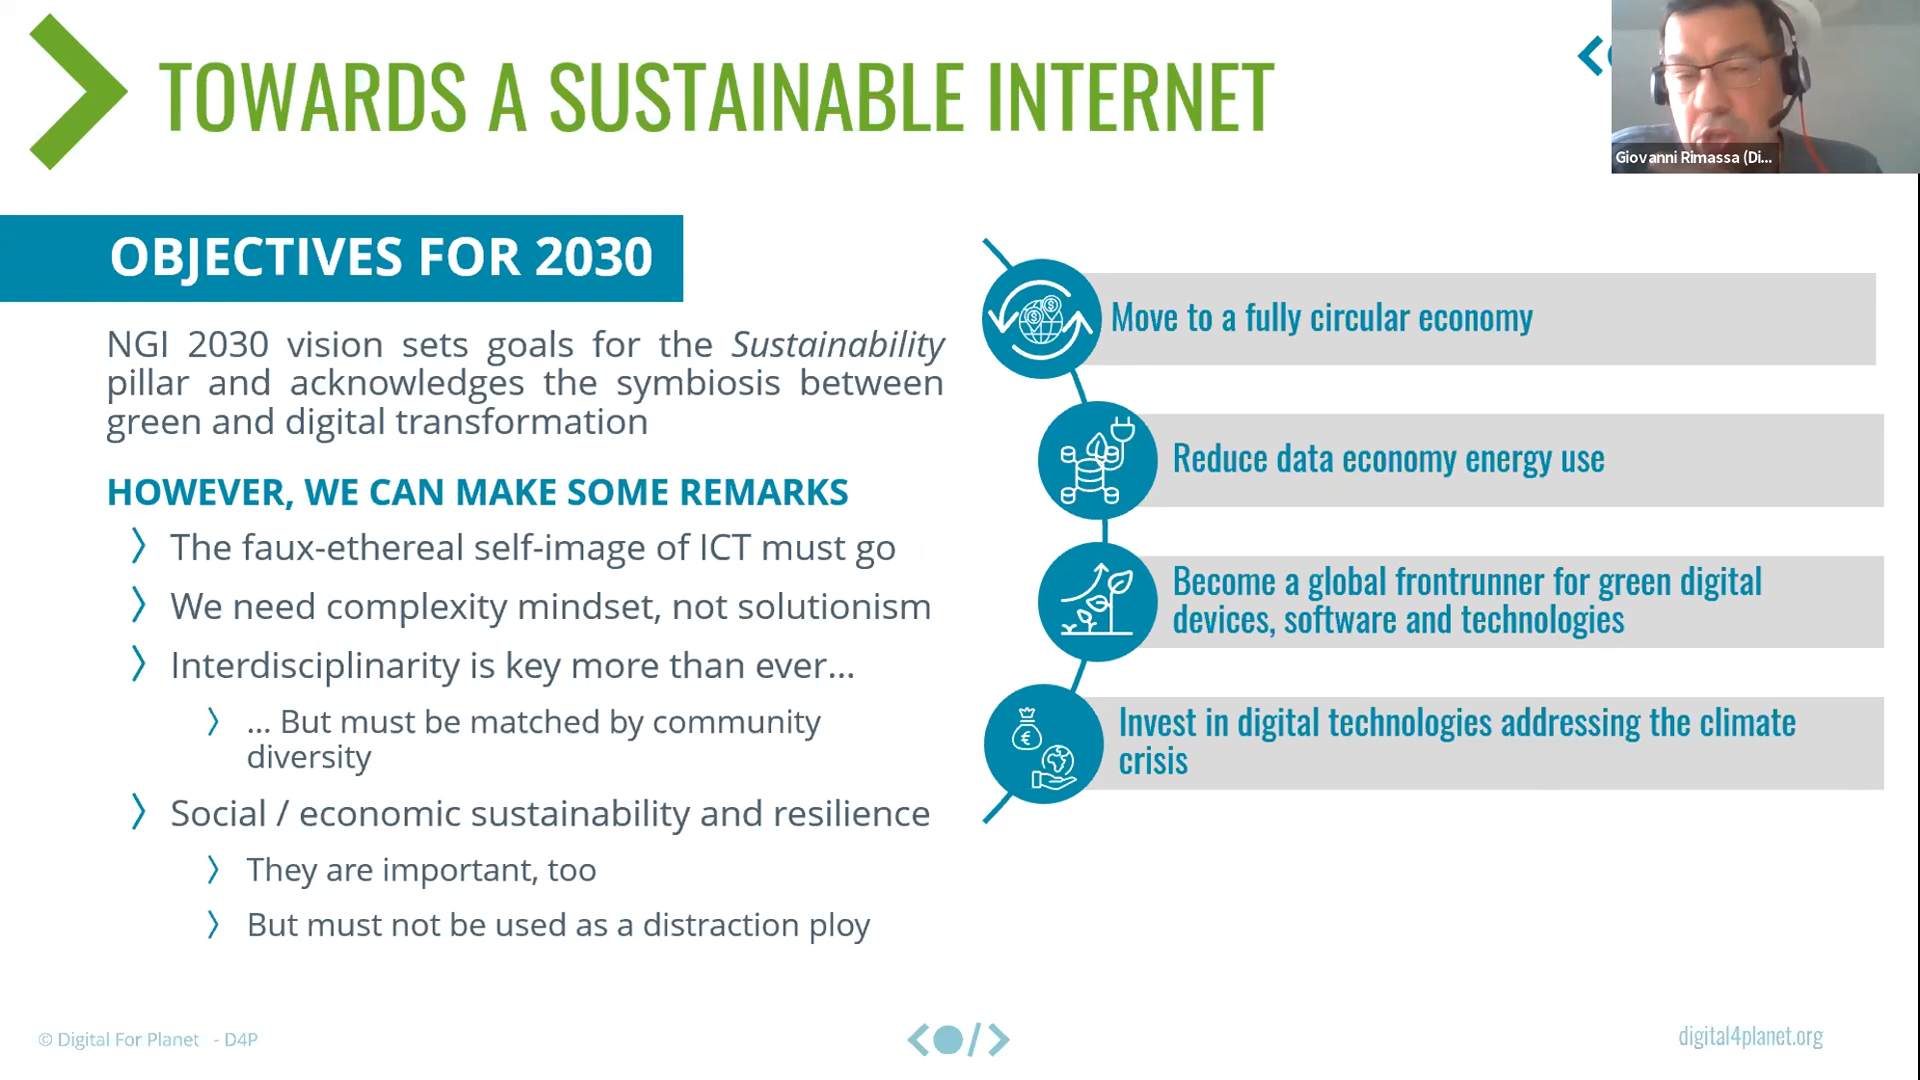 TOWARDS A SUSTAINABLE INTERNET
Giovanni Rimassa (Di...
OBJECTIVES FOR 2030
NGI 2030 vision sets goals for the Sustainability
pillar and acknowledges the symbiosis between
green and digital transformation
HOWEVER, WE CAN MAKE SOME REMARKS
The faux-ethereal self-image of ICT must go
We need complexity mindset, not solutionism
Interdisciplinarity is key more than ever...
... But must be matched by community
diversity
Social / economic sustainability and resilience
They are important, too
But must not be used as a distraction ploy
Move to a fully circular economy
Reduce data economy energy use
Become a global frontrunner for green digital
devices, software and technologies
Invest in digital technologies addressing the climate
crisis
© Digital For Planet - D4P
digital4planet.org